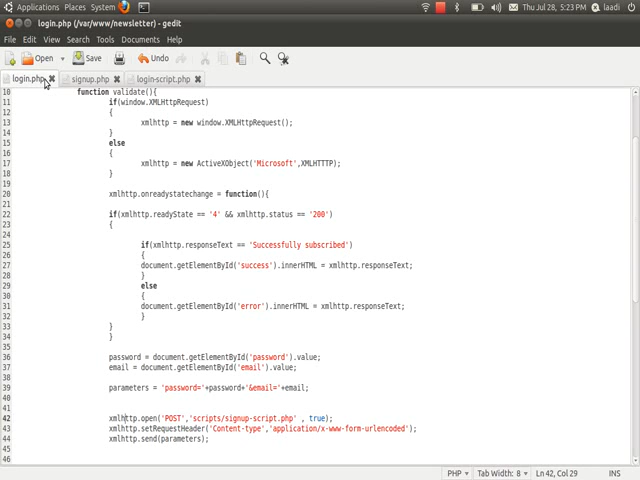 Applications Places System Thu Jul 28, 5:23 PM laadi
login.php (/var/www/newsletter) - gedit
File Edit View Search Tools Documents Help
Open Save Undo
login.php signup.php login-script.php
10 function validate(){
11 if(window.XMLHttpRequest)
12 {
13 xmlhttp = new window.XMLHttpRequest();
14 }
15 else
16 {
17 xmlhttp = new ActiveXObject('Microsoft',XMLHTTTP);
18 }
19
20 xmlhttp.onreadystatechange = function(){
21
22 if(xmlhttp.readyState == '4' && xmlhttp.status == '200')
23 {
24
25 if(xmlhttp.responseText == 'Successfully subscribed')
26 {
27 document.getElementById('success').innerHTML = xmlhttp.responseText;
28 }
29 else
30 {
31 document.getElementById('error').innerHTML = xmlhttp.responseText;
32 }
33 }
34 }
35
36 password = document.getElementById('password').value;
37 email = document.getElementById('email').value;
38
39 parameters = 'password='+password+'&email='+email;
40
41
42 xmlhttp.open('POST','scripts/signup-script.php' , true);
43 xmlhttp.setRequestHeader('Content-type','application/x-www-form-urlencoded');
44 xmlhttp.send(parameters);
45
46
PHP Tab Width: 8 Ln 42, Col 29 INS